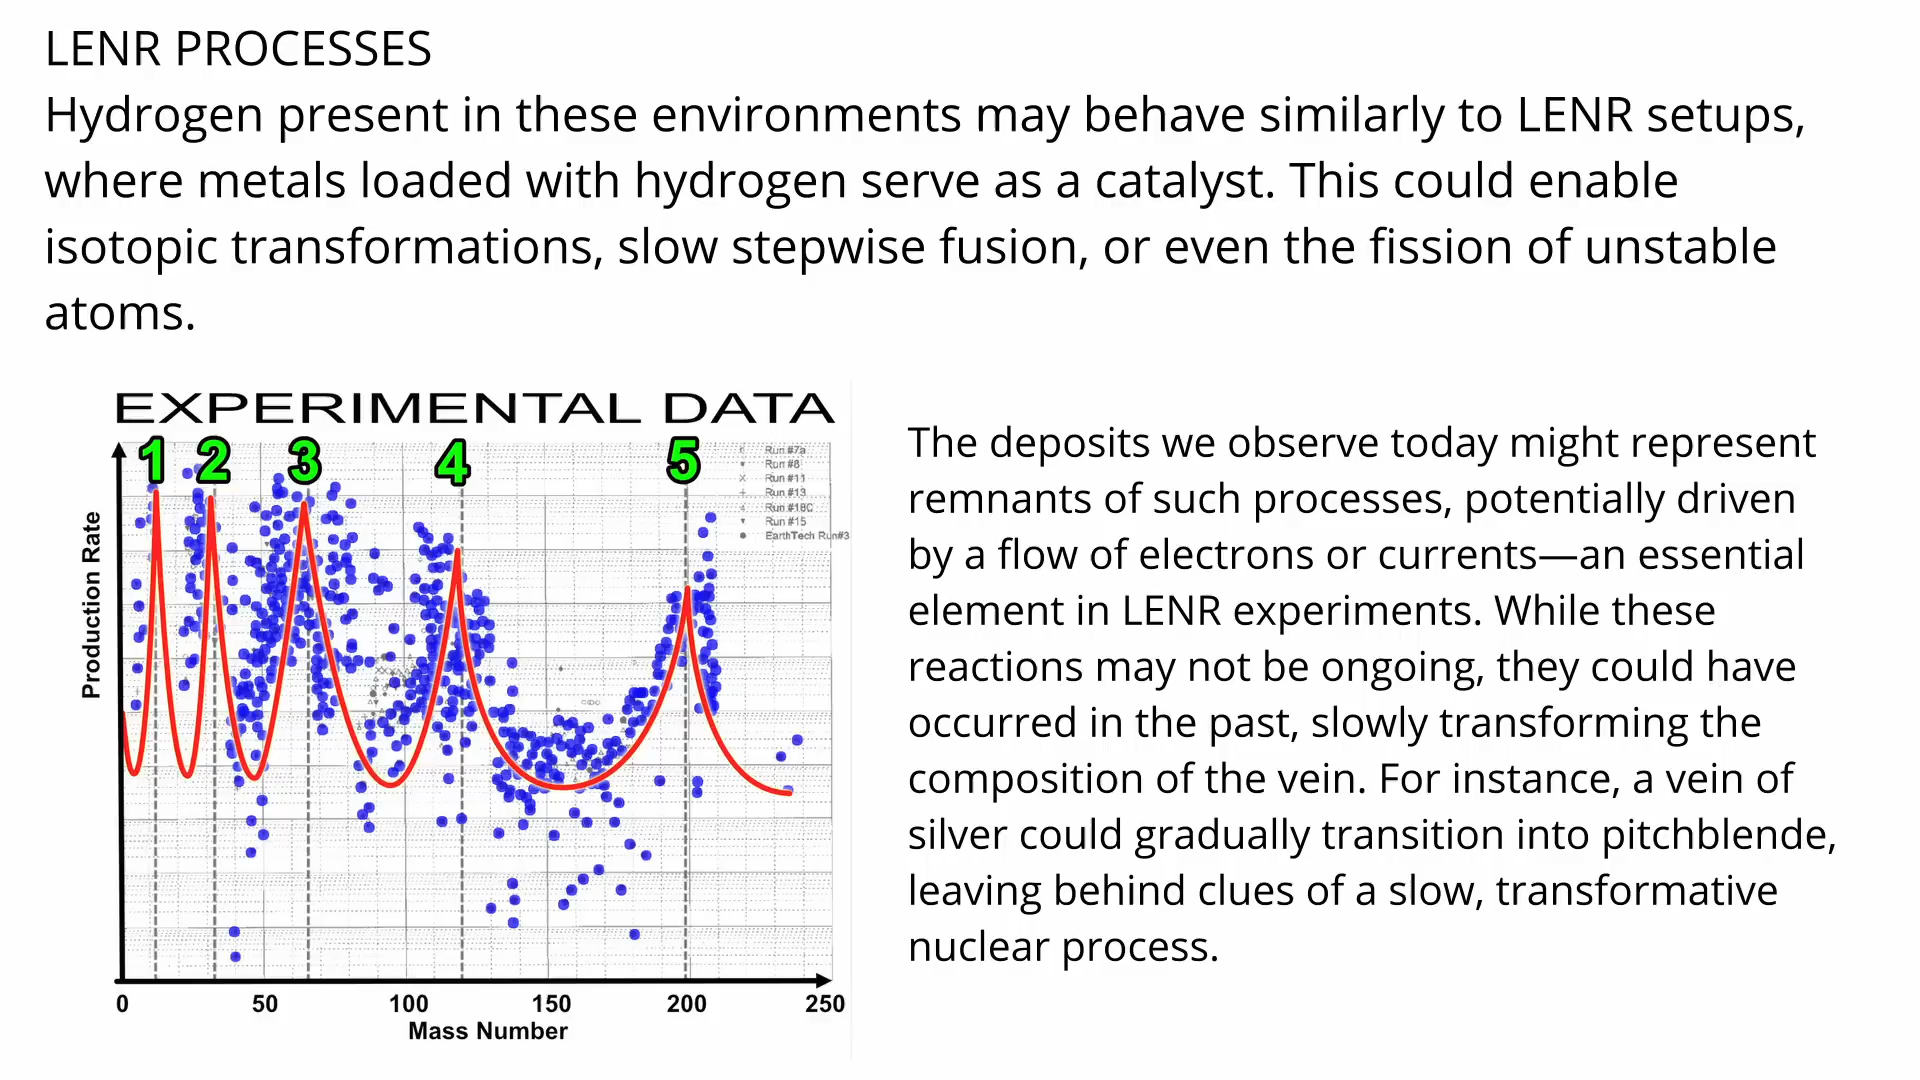 LENR PROCESSES
Hydrogen present in these environments may behave similarly to LENR setups,
where metals loaded with hydrogen serve as a catalyst. This could enable
isotopic transformations, slow stepwise fusion, or even the fission of unstable
atoms.
EXPERIMENTAL DATA
1 2 3 4 5
Run #7a
Run #8
Run #11
Run #13
Run #18C
Run #15
EarthTech Run#3
Production Rate
0 50 100 150 200 250
Mass Number
The deposits we observe today might represent
remnants of such processes, potentially driven
by a flow of electrons or currents—an essential
element in LENR experiments. While these
reactions may not be ongoing, they could have
occurred in the past, slowly transforming the
composition of the vein. For instance, a vein of
silver could gradually transition into pitchblende,
leaving behind clues of a slow, transformative
nuclear process.